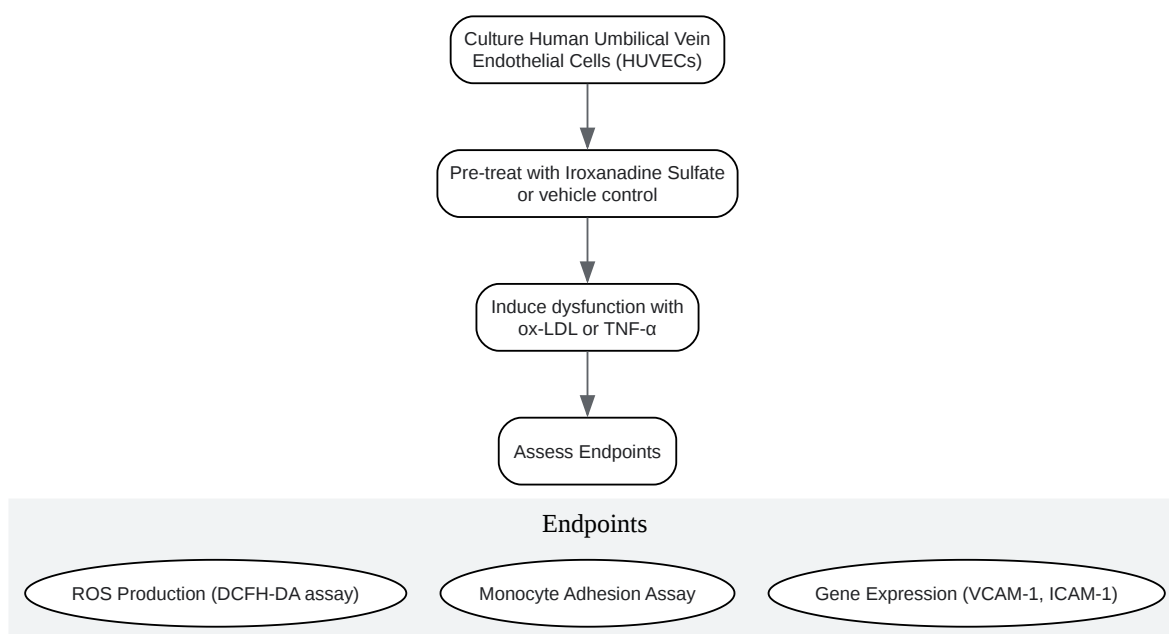 Culture Human Umbilical Vein
Endothelial Cells (HUVECs)
Pre-treat with Iroxanadine Sulfate
or vehicle control
Induce dysfunction with
ox-LDL or TNF-α
Assess Endpoints
Endpoints
ROS Production (DCFH-DA assay)
Monocyte Adhesion Assay
Gene Expression (VCAM-1, ICAM-1)